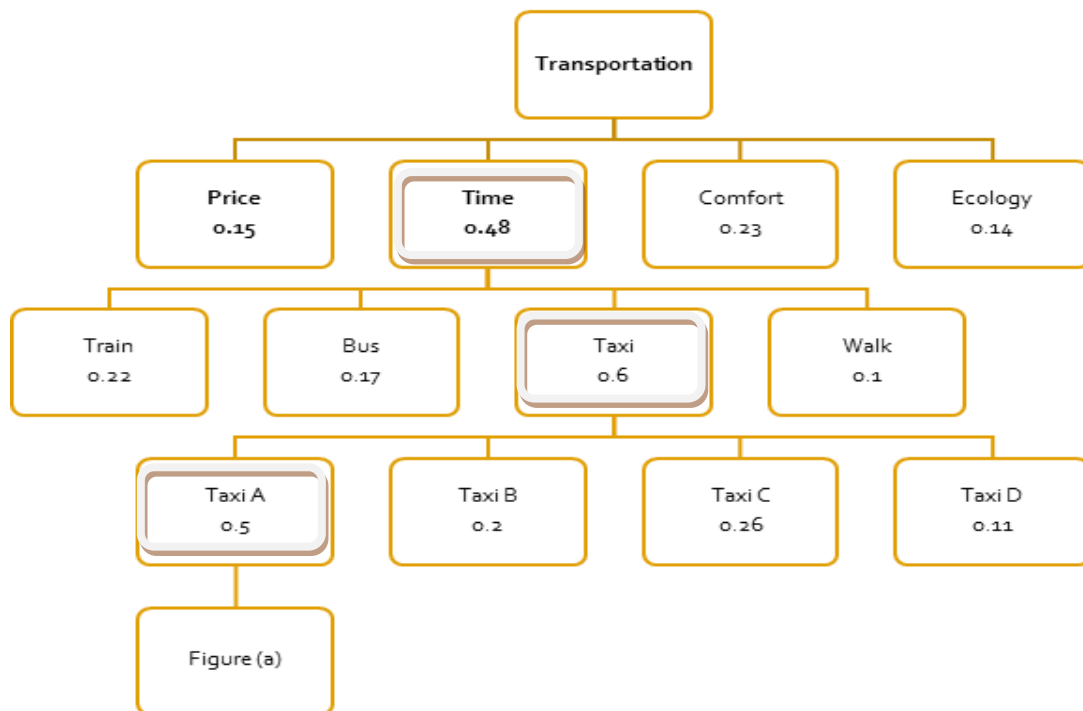 Transportation
Price
0.15
Time
0.48
Comfort
0.23
Ecology
0.14
Train
0.22
Bus
0.17
Taxi
0.6
Walk
0.1
Taxi A
0.5
Taxi B
0.2
Taxi C
0.26
Taxi D
0.11
Figure (a)